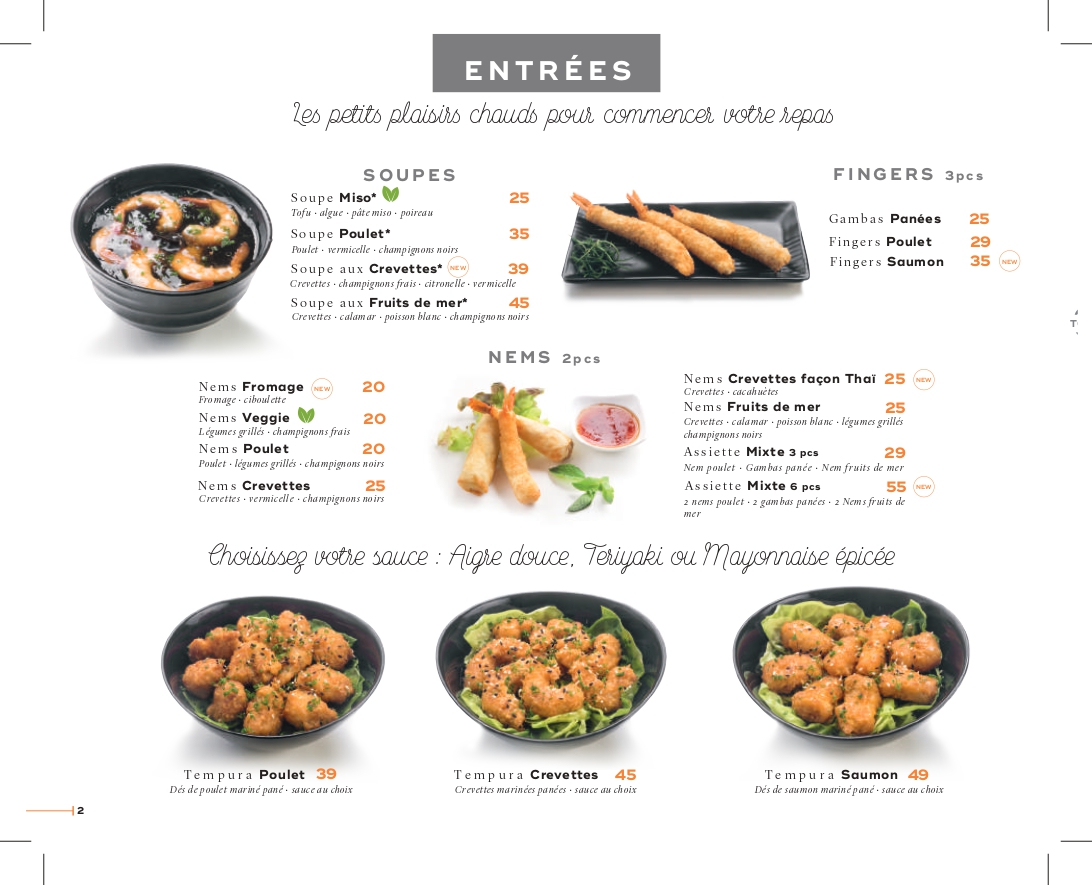 ENTRÉES
Les petits plaisirs chauds pour commencer votre repas
SOUPES
Soupe Miso* 25
Tofu · algue · pâte miso · poireau
Soupe Poulet* 35
Poulet · vermicelle · champignons noirs
Soupe aux Crevettes* NEW 39
Crevettes · champignons frais · citronelle · vermicelle
Soupe aux Fruits de mer* 45
Crevettes · calamar · poisson blanc · champignons noirs
FINGERS 3pcs
Gambas Panées 25
Fingers Poulet 29
Fingers Saumon 35 NEW
NEMS 2pcs
Nems Fromage NEW 20
Fromage · ciboulette
Nems Veggie 20
Légumes grillés · champignons frais
Nems Poulet 20
Poulet · légumes grillés · champignons noirs
Nems Crevettes 25
Crevettes · vermicelle · champignons noirs
Nems Crevettes façon Thaï 25 NEW
Crevettes · cacahuètes
Nems Fruits de mer 25
Crevettes · calamar · poisson blanc · légumes grillés
champignons noirs
Assiette Mixte 3 pcs 29
Nem poulet · Gambas panée · Nem fruits de mer
Assiette Mixte 6 pcs 55 NEW
2 nems poulet · 2 gambas panées · 2 Nems fruits de
mer
Choisissez votre sauce : Aigre douce, Teriyaki ou Mayonnaise épicée
Tempura Poulet 39
Dés de poulet mariné pané · sauce au choix
Tempura Crevettes 45
Crevettes marinées panées · sauce au choix
Tempura Saumon 49
Dés de saumon mariné pané · sauce au choix
2